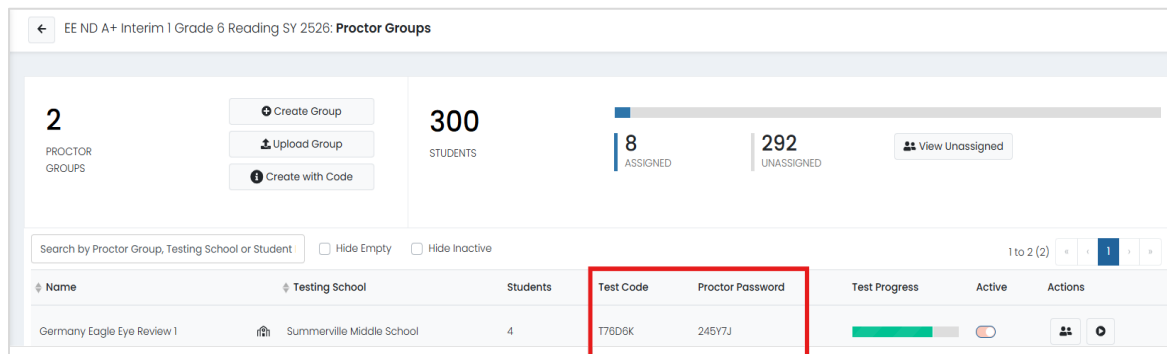 EE ND A+ Interim 1 Grade 6 Reading SY 2526: Proctor Groups
2
PROCTOR
GROUPS
Create Group
Upload Group
Create with Code
300
STUDENTS
8
ASSIGNED
292
UNASSIGNED
View Unassigned
Search by Proctor Group, Testing School or Student
Hide Empty
Hide Inactive
1 to 2 (2) « ‹ 1 › »
Name Testing School Students Test Code Proctor Password Test Progress Active Actions
Germany Eagle Eye Review 1 Summerville Middle School 4 T76D6K 245Y7J